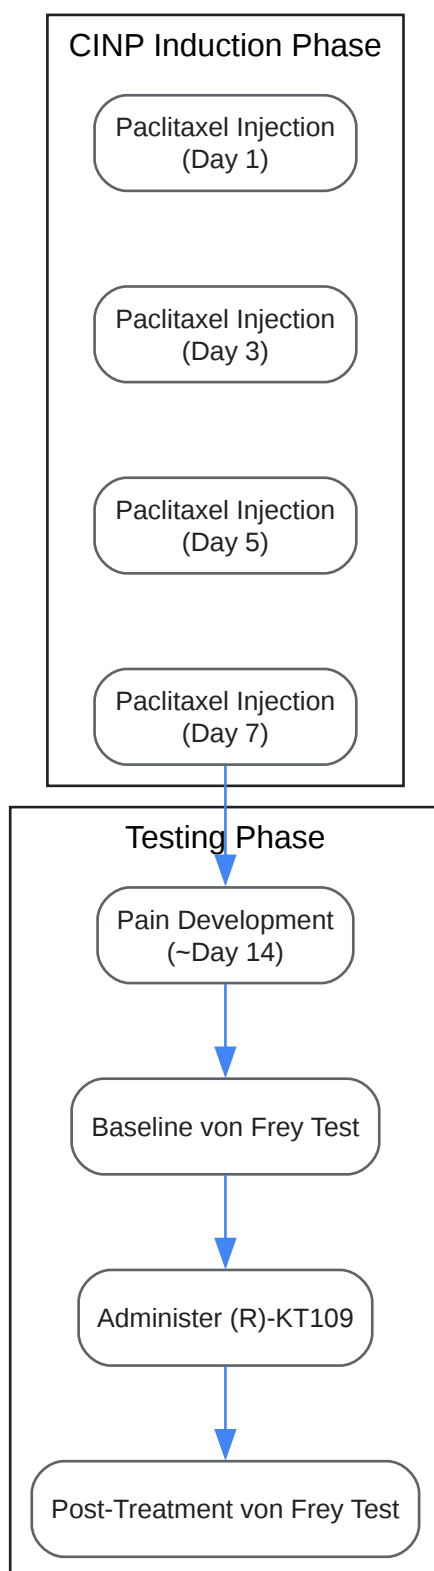 CINP Induction Phase
Paclitaxel Injection
(Day 1)
Paclitaxel Injection
(Day 3)
Paclitaxel Injection
(Day 5)
Paclitaxel Injection
(Day 7)
Testing Phase
Pain Development
(~Day 14)
Baseline von Frey Test
Administer (R)-KT109
Post-Treatment von Frey Test